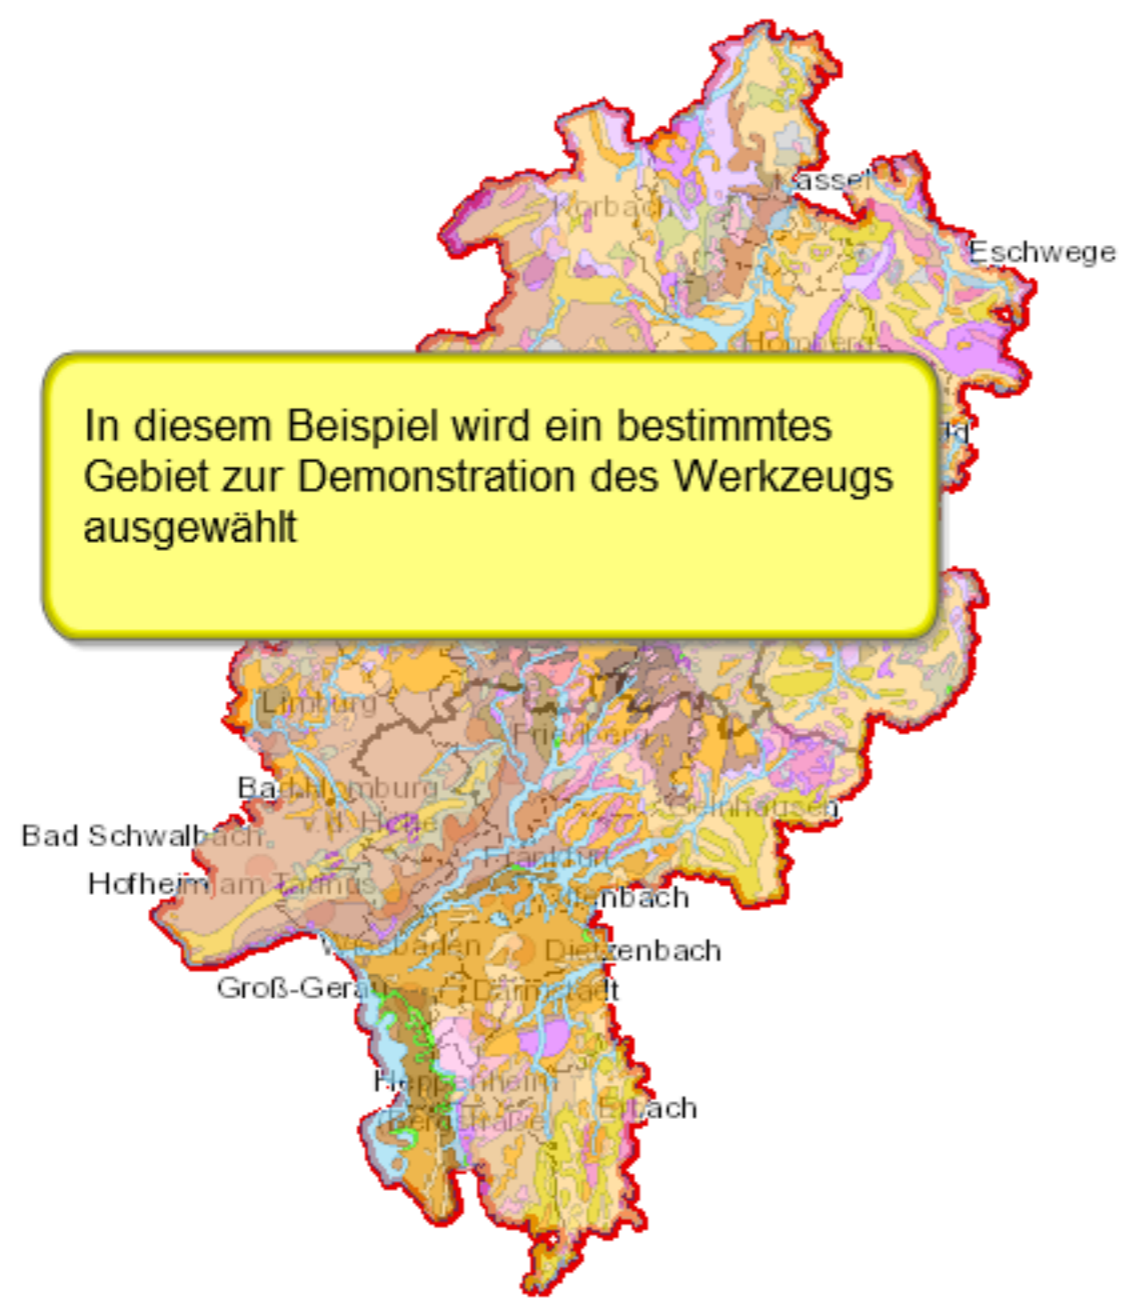 Kassel
Korbach
Eschwege
Homberg
In diesem Beispiel wird ein bestimmtes
Gebiet zur Demonstration des Werkzeugs
ausgewählt
Limburg
Friedberg
Bad Homburg
v.d. Höhe
Gelnhausen
Bad Schwalbach
Frankfurt
Hofheim am Taunus
Offenbach
Wiesbaden
Dietzenbach
Groß-Gerau
Darmstadt
Heppenheim
(Bergstraße
Erbach